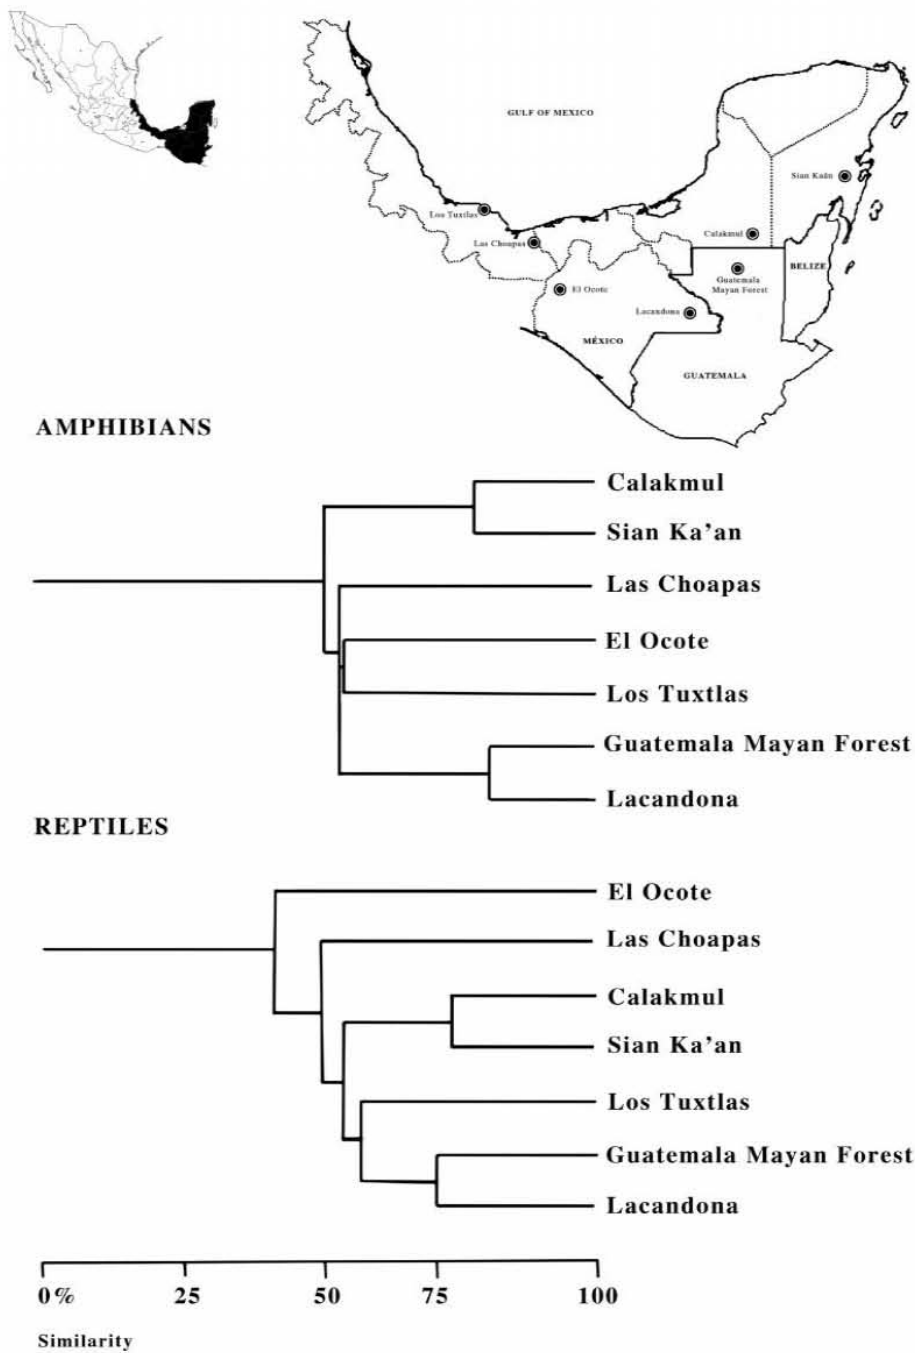 GULF OF MEXICO
Sian Kaán
Los Tuxtlas
Las Choapas
Calakmul
BELIZE
Guatemala
Mayan Forest
El Ocote
Lacandona
MÉXICO
GUATEMALA
AMPHIBIANS
Calakmul
Sian Ka'an
Las Choapas
El Ocote
Los Tuxtlas
Guatemala Mayan Forest
Lacandona
REPTILES
El Ocote
Las Choapas
Calakmul
Sian Ka'an
Los Tuxtlas
Guatemala Mayan Forest
Lacandona
0% 25 50 75 100
Similarity